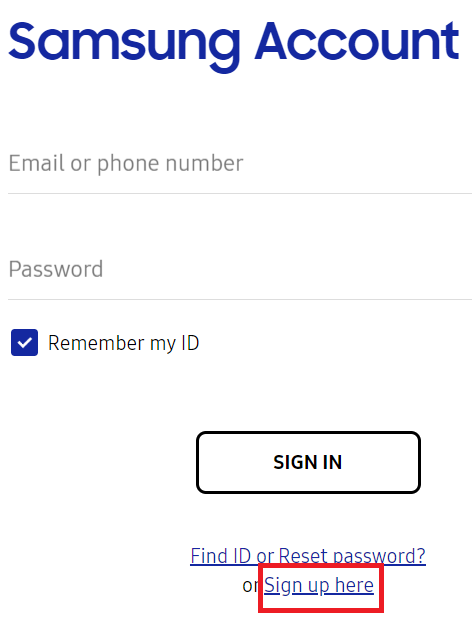 Samsung Account
Email or phone number
Password
Remember my ID
SIGN IN
Find ID or Reset password?
or Sign up here